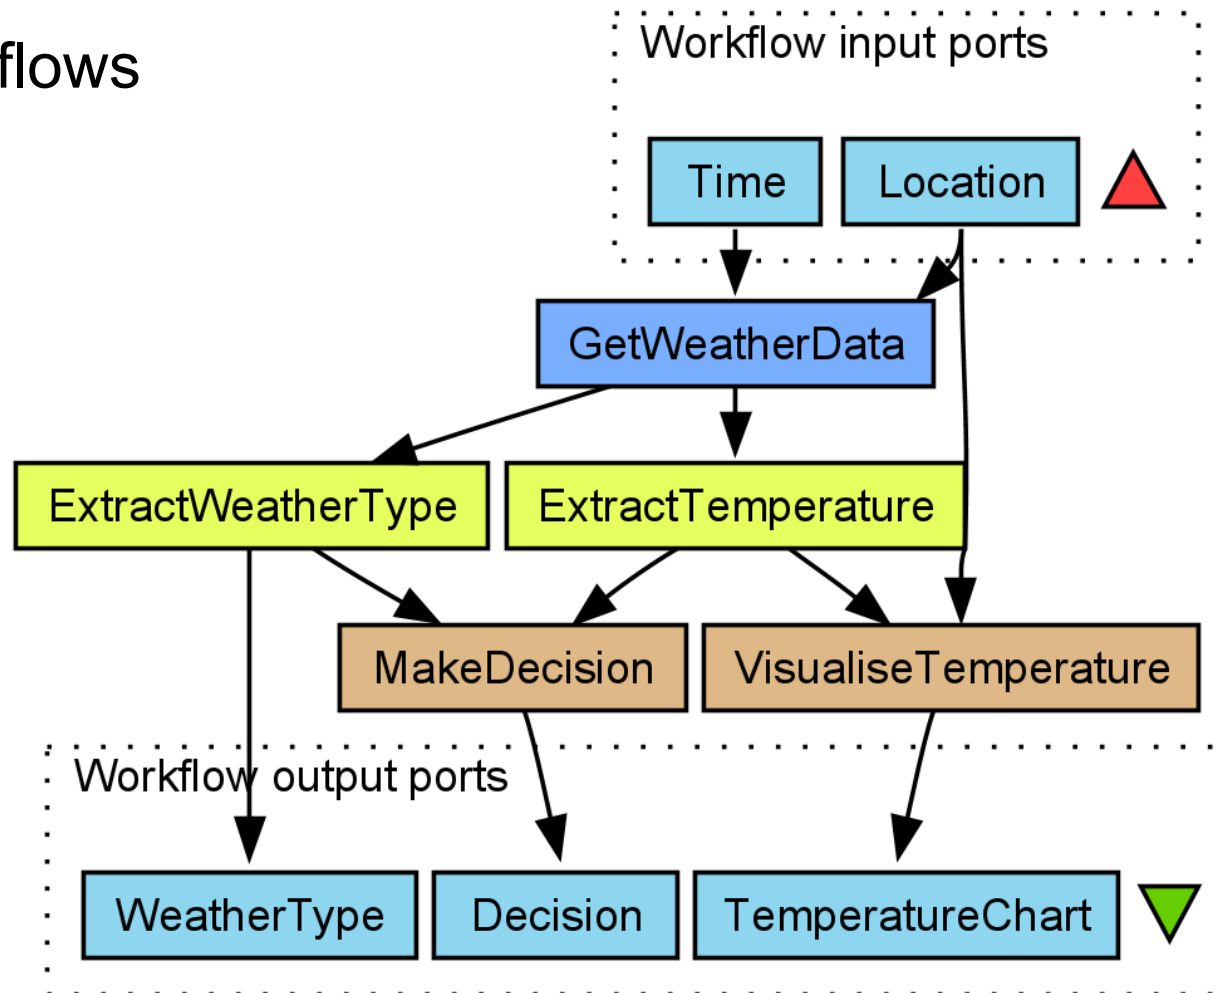 flows
Workflow input ports
Time
Location
GetWeatherData
ExtractWeatherType
ExtractTemperature
MakeDecision
VisualiseTemperature
Workflow output ports
WeatherType
Decision
TemperatureChart